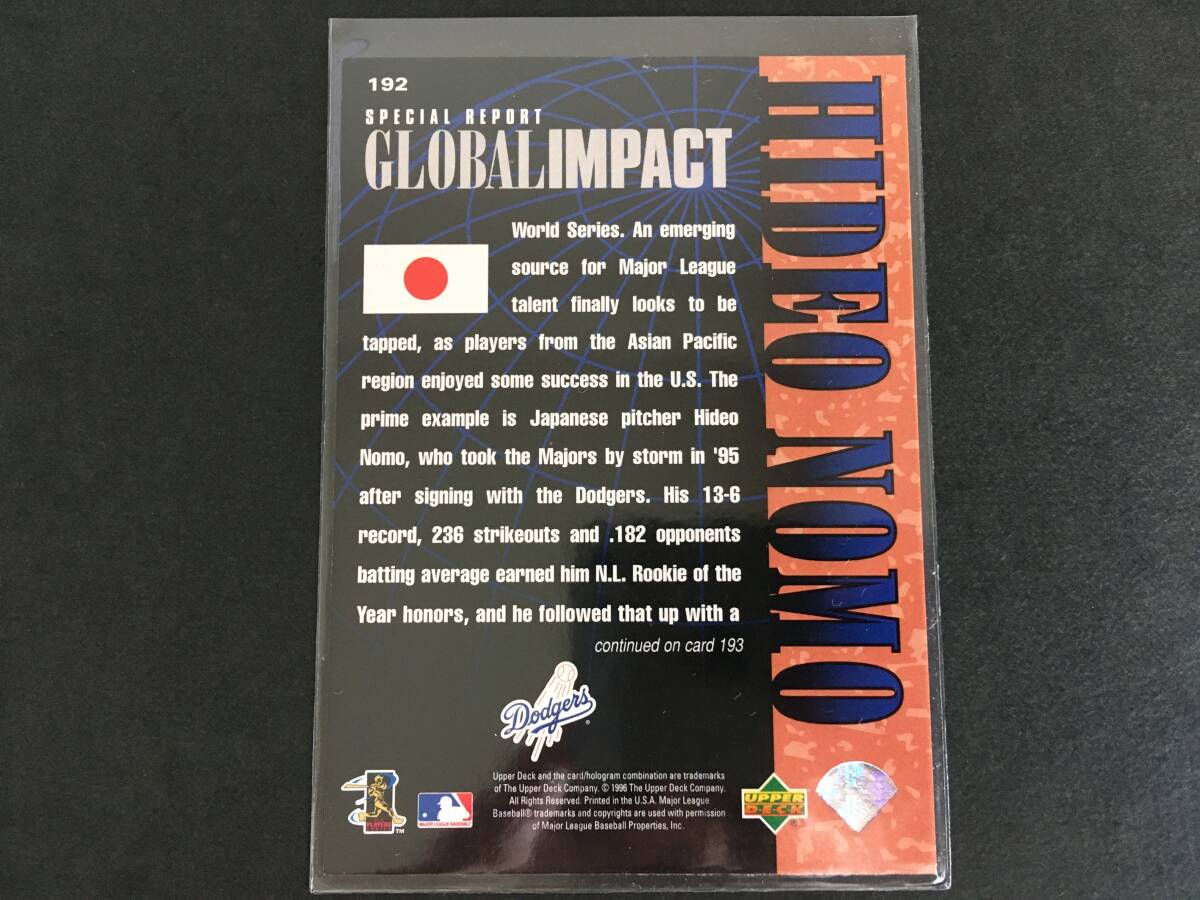 192
SPECIAL REPORT
GLOBALIMPACT
World Series. An emerging
source for Major League
talent finally looks to be
tapped, as players from the Asian Pacific
region enjoyed some success in the U.S. The
prime example is Japanese pitcher Hideo
Nomo, who took the Majors by storm in '95
after signing with the Dodgers. His 13-6
record, 236 strikeouts and .182 opponents
batting average earned him N.L. Rookie of the
Year honors, and he followed that up with a
continued on card 193
HIDEO NOMO
Dodgers
Upper Deck and the card/hologram combination are trademarks
of The Upper Deck Company. © 1996 The Upper Deck Company.
All Rights Reserved. Printed in the U.S.A. Major League
Baseball® trademarks and copyrights are used with permission
of Major League Baseball Properties, Inc.
PLAYERS
TM
MAJOR LEAGUE BASEBALL
UPPER
DECK